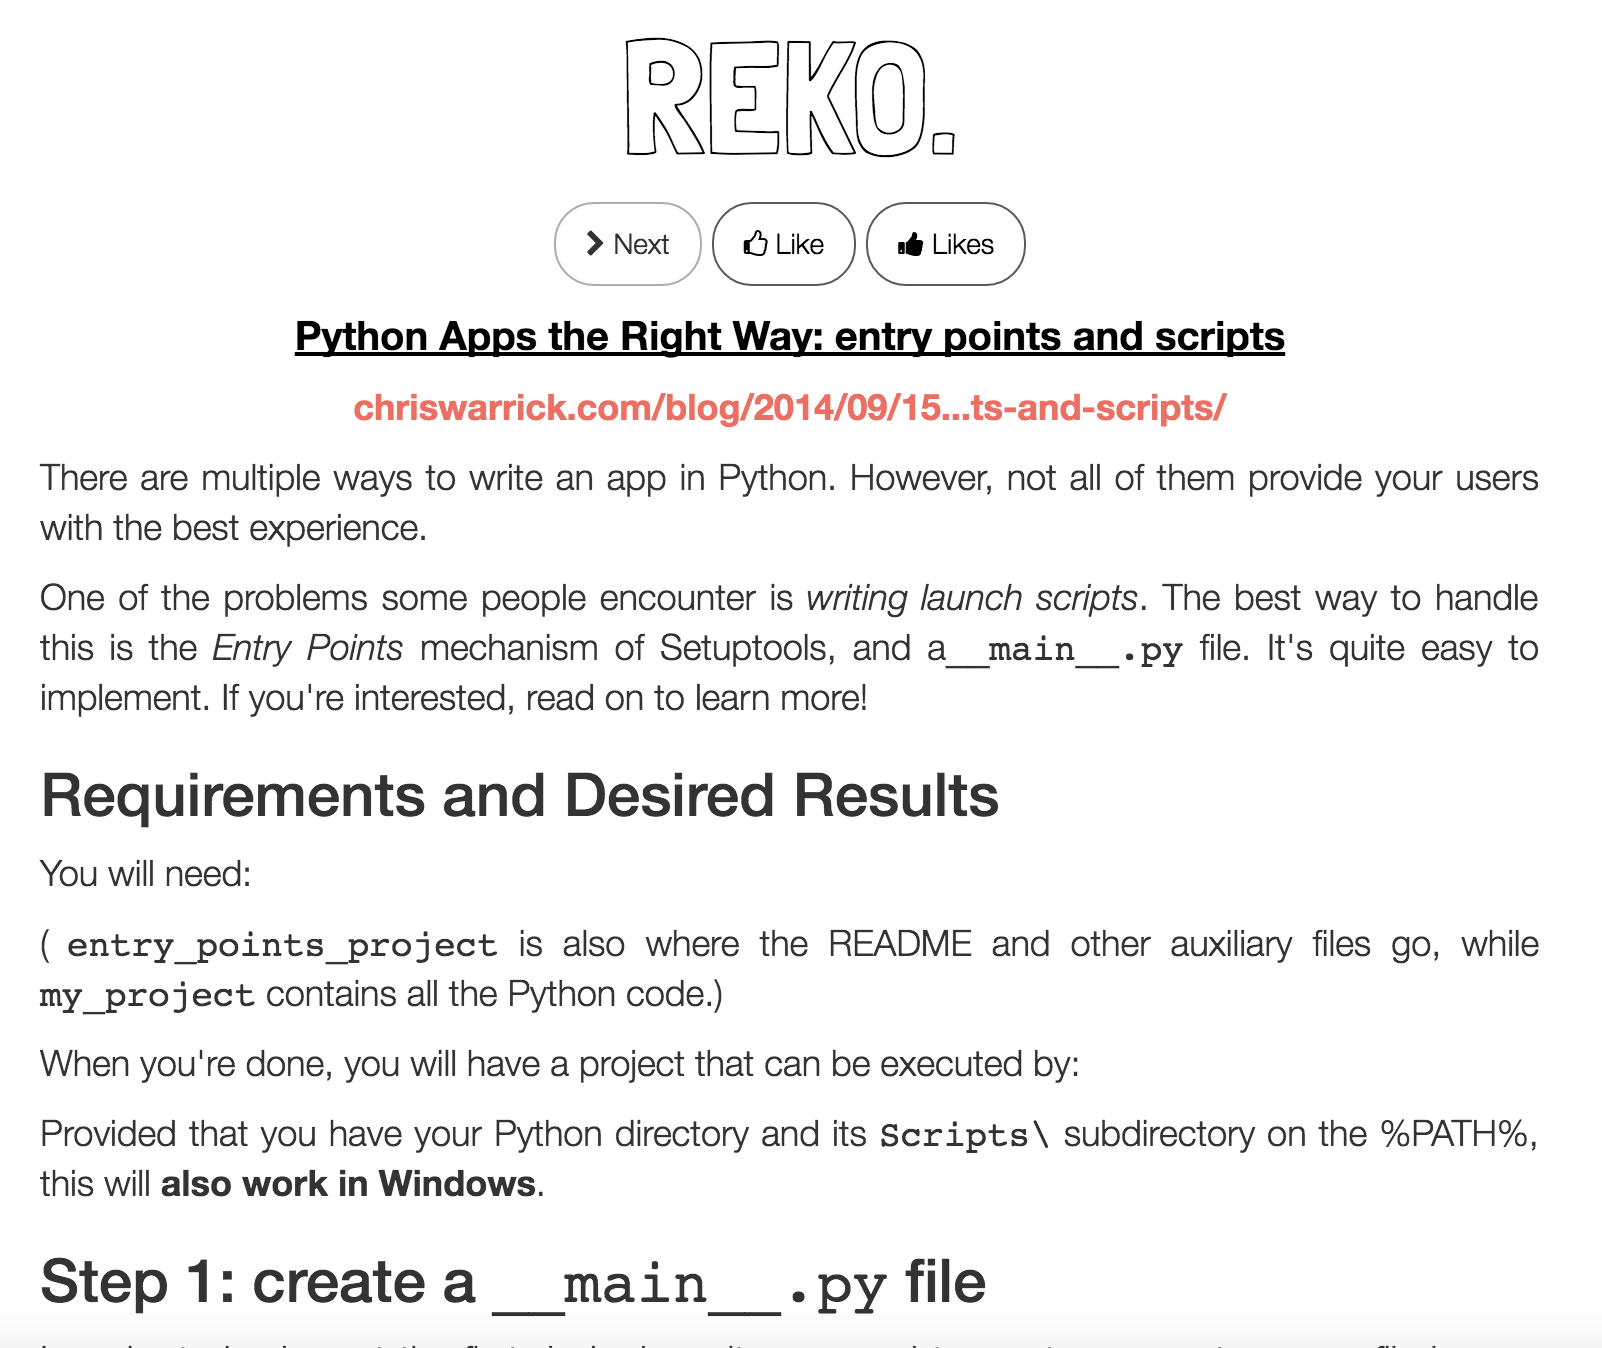 REKO.
Next Like Likes
Python Apps the Right Way: entry points and scripts
chriswarrick.com/blog/2014/09/15...ts-and-scripts/
There are multiple ways to write an app in Python. However, not all of them provide your users
with the best experience.
One of the problems some people encounter is writing launch scripts. The best way to handle
this is the Entry Points mechanism of Setuptools, and a __main__.py file. It's quite easy to
implement. If you're interested, read on to learn more!
Requirements and Desired Results
You will need:
( entry_points_project is also where the README and other auxiliary files go, while
my_project contains all the Python code.)
When you're done, you will have a project that can be executed by:
Provided that you have your Python directory and its Scripts\ subdirectory on the %PATH%,
this will also work in Windows.
Step 1: create a __main__.py file